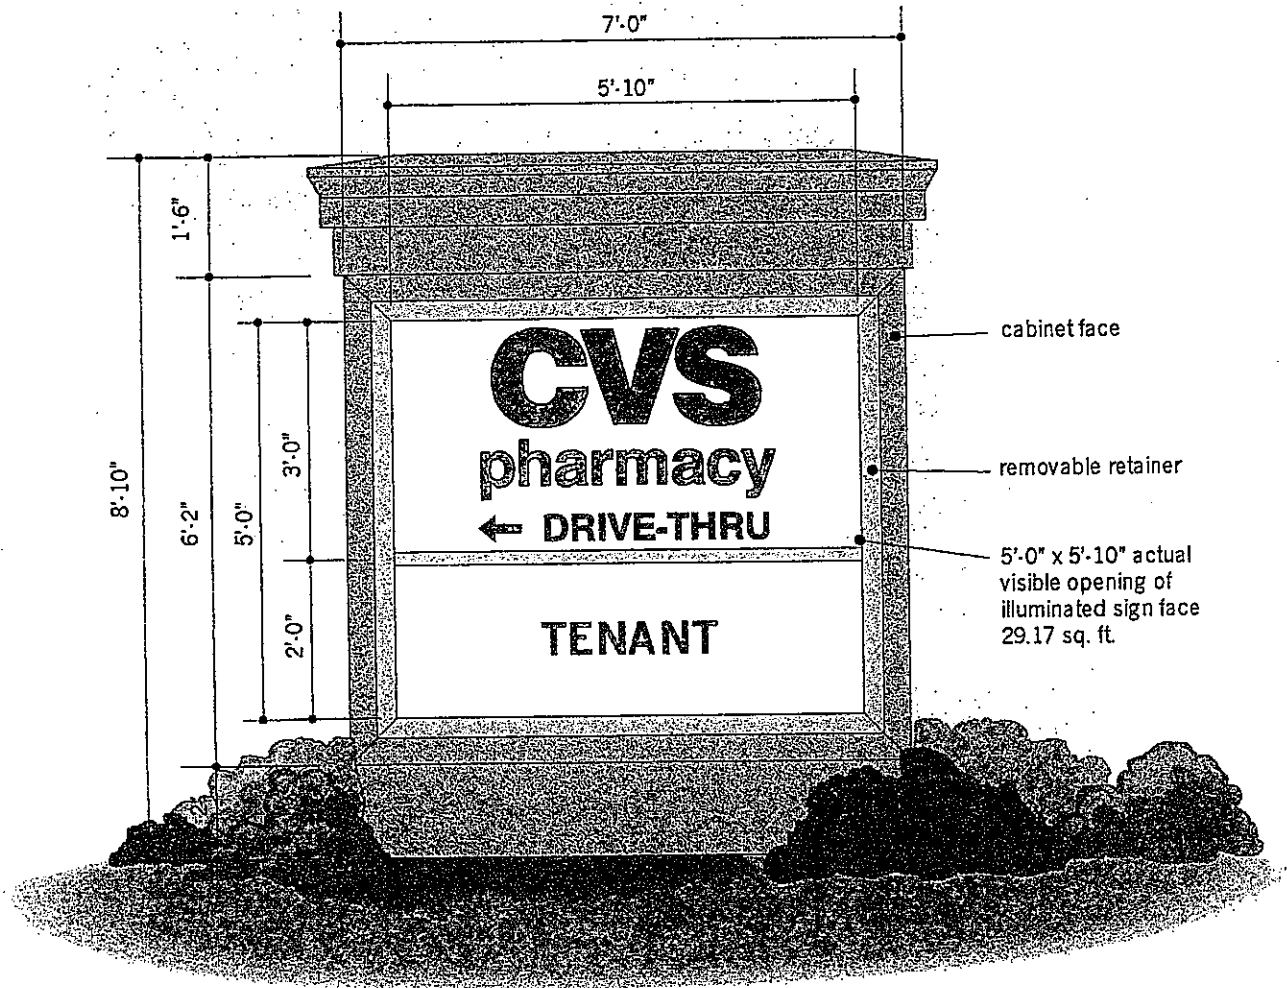 7'-0"
5'-10"
1'-6"
8'-10"
6'-2"
5'-0"
3'-0"
2'-0"
CVS
pharmacy
← DRIVE-THRU
TENANT
cabinet face
removable retainer
5'-0" x 5'-10" actual
visible opening of
illuminated sign face
29.17 sq. ft.